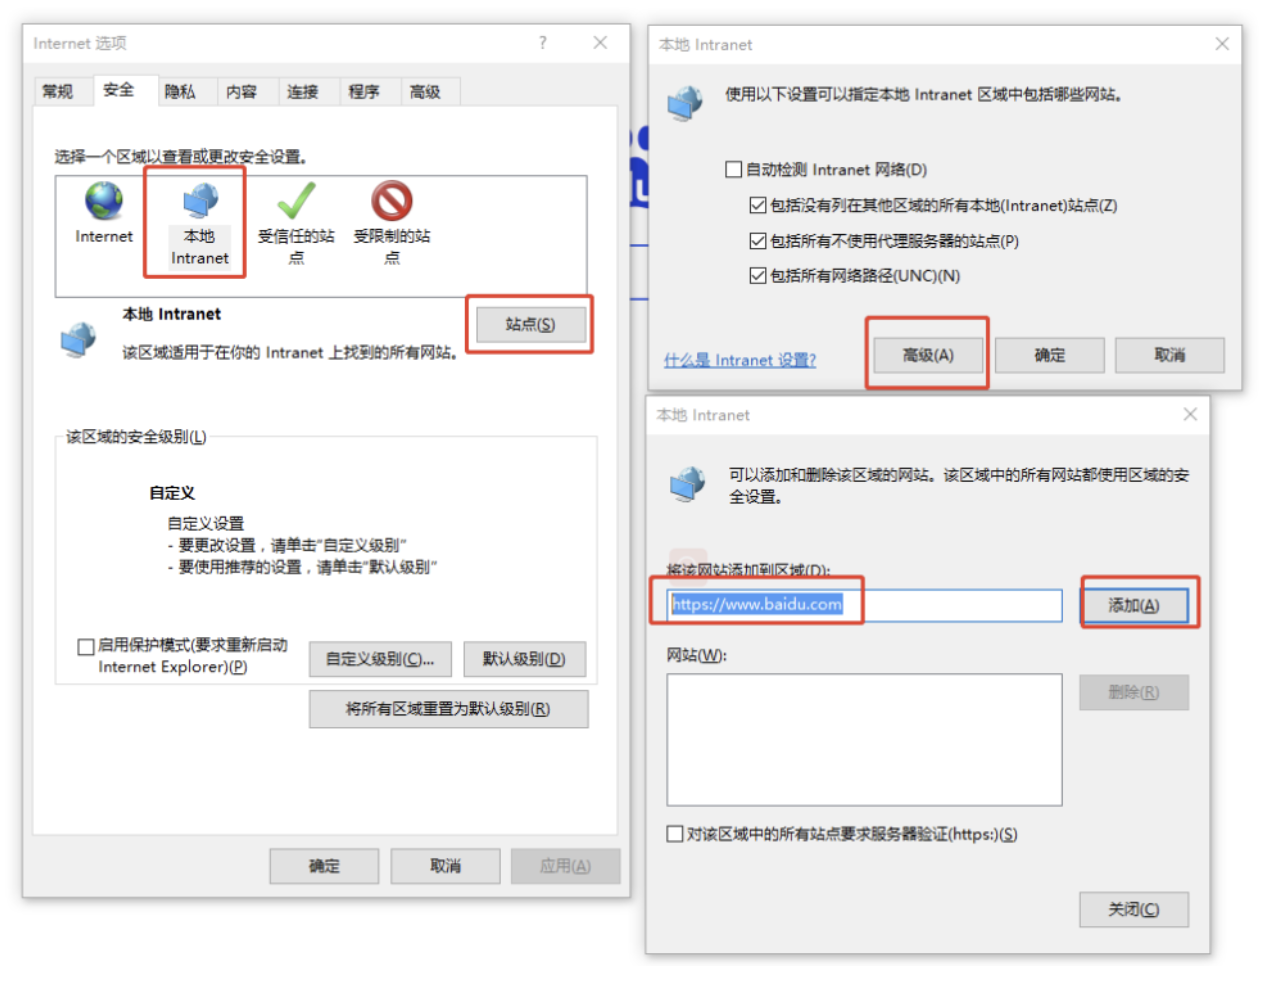 Internet 选项
?
常规
安全
隐私
内容
连接
程序
高级
选择一个区域以查看或更改安全设置。
Internet
本地
Intranet
受信任的站
点
受限制的站
点
本地 Intranet
站点(S)
该区域适用于在你的 Intranet 上找到的所有网站。
该区域的安全级别(L)
自定义
自定义设置
- 要更改设置，请单击“自定义级别”
- 要使用推荐的设置，请单击“默认级别”
启用保护模式(要求重新启动
Internet Explorer)(P)
自定义级别(C)...
默认级别(D)
将所有区域重置为默认级别(R)
确定
取消
应用(A)
本地 Intranet
使用以下设置可以指定本地 Intranet 区域中包括哪些网站。
自动检测 Intranet 网络(D)
包括没有列在其他区域的所有本地(Intranet)站点(Z)
包括所有不使用代理服务器的站点(P)
包括所有网络路径(UNC)(N)
什么是 Intranet 设置?
高级(A)
确定
取消
本地 Intranet
可以添加和删除该区域的网站。该区域中的所有网站都使用区域的安
全设置。
将该网站添加到区域(D):
https://www.baidu.com
添加(A)
网站(W):
删除(R)
对该区域中的所有站点要求服务器验证(https:)(S)
关闭(C)